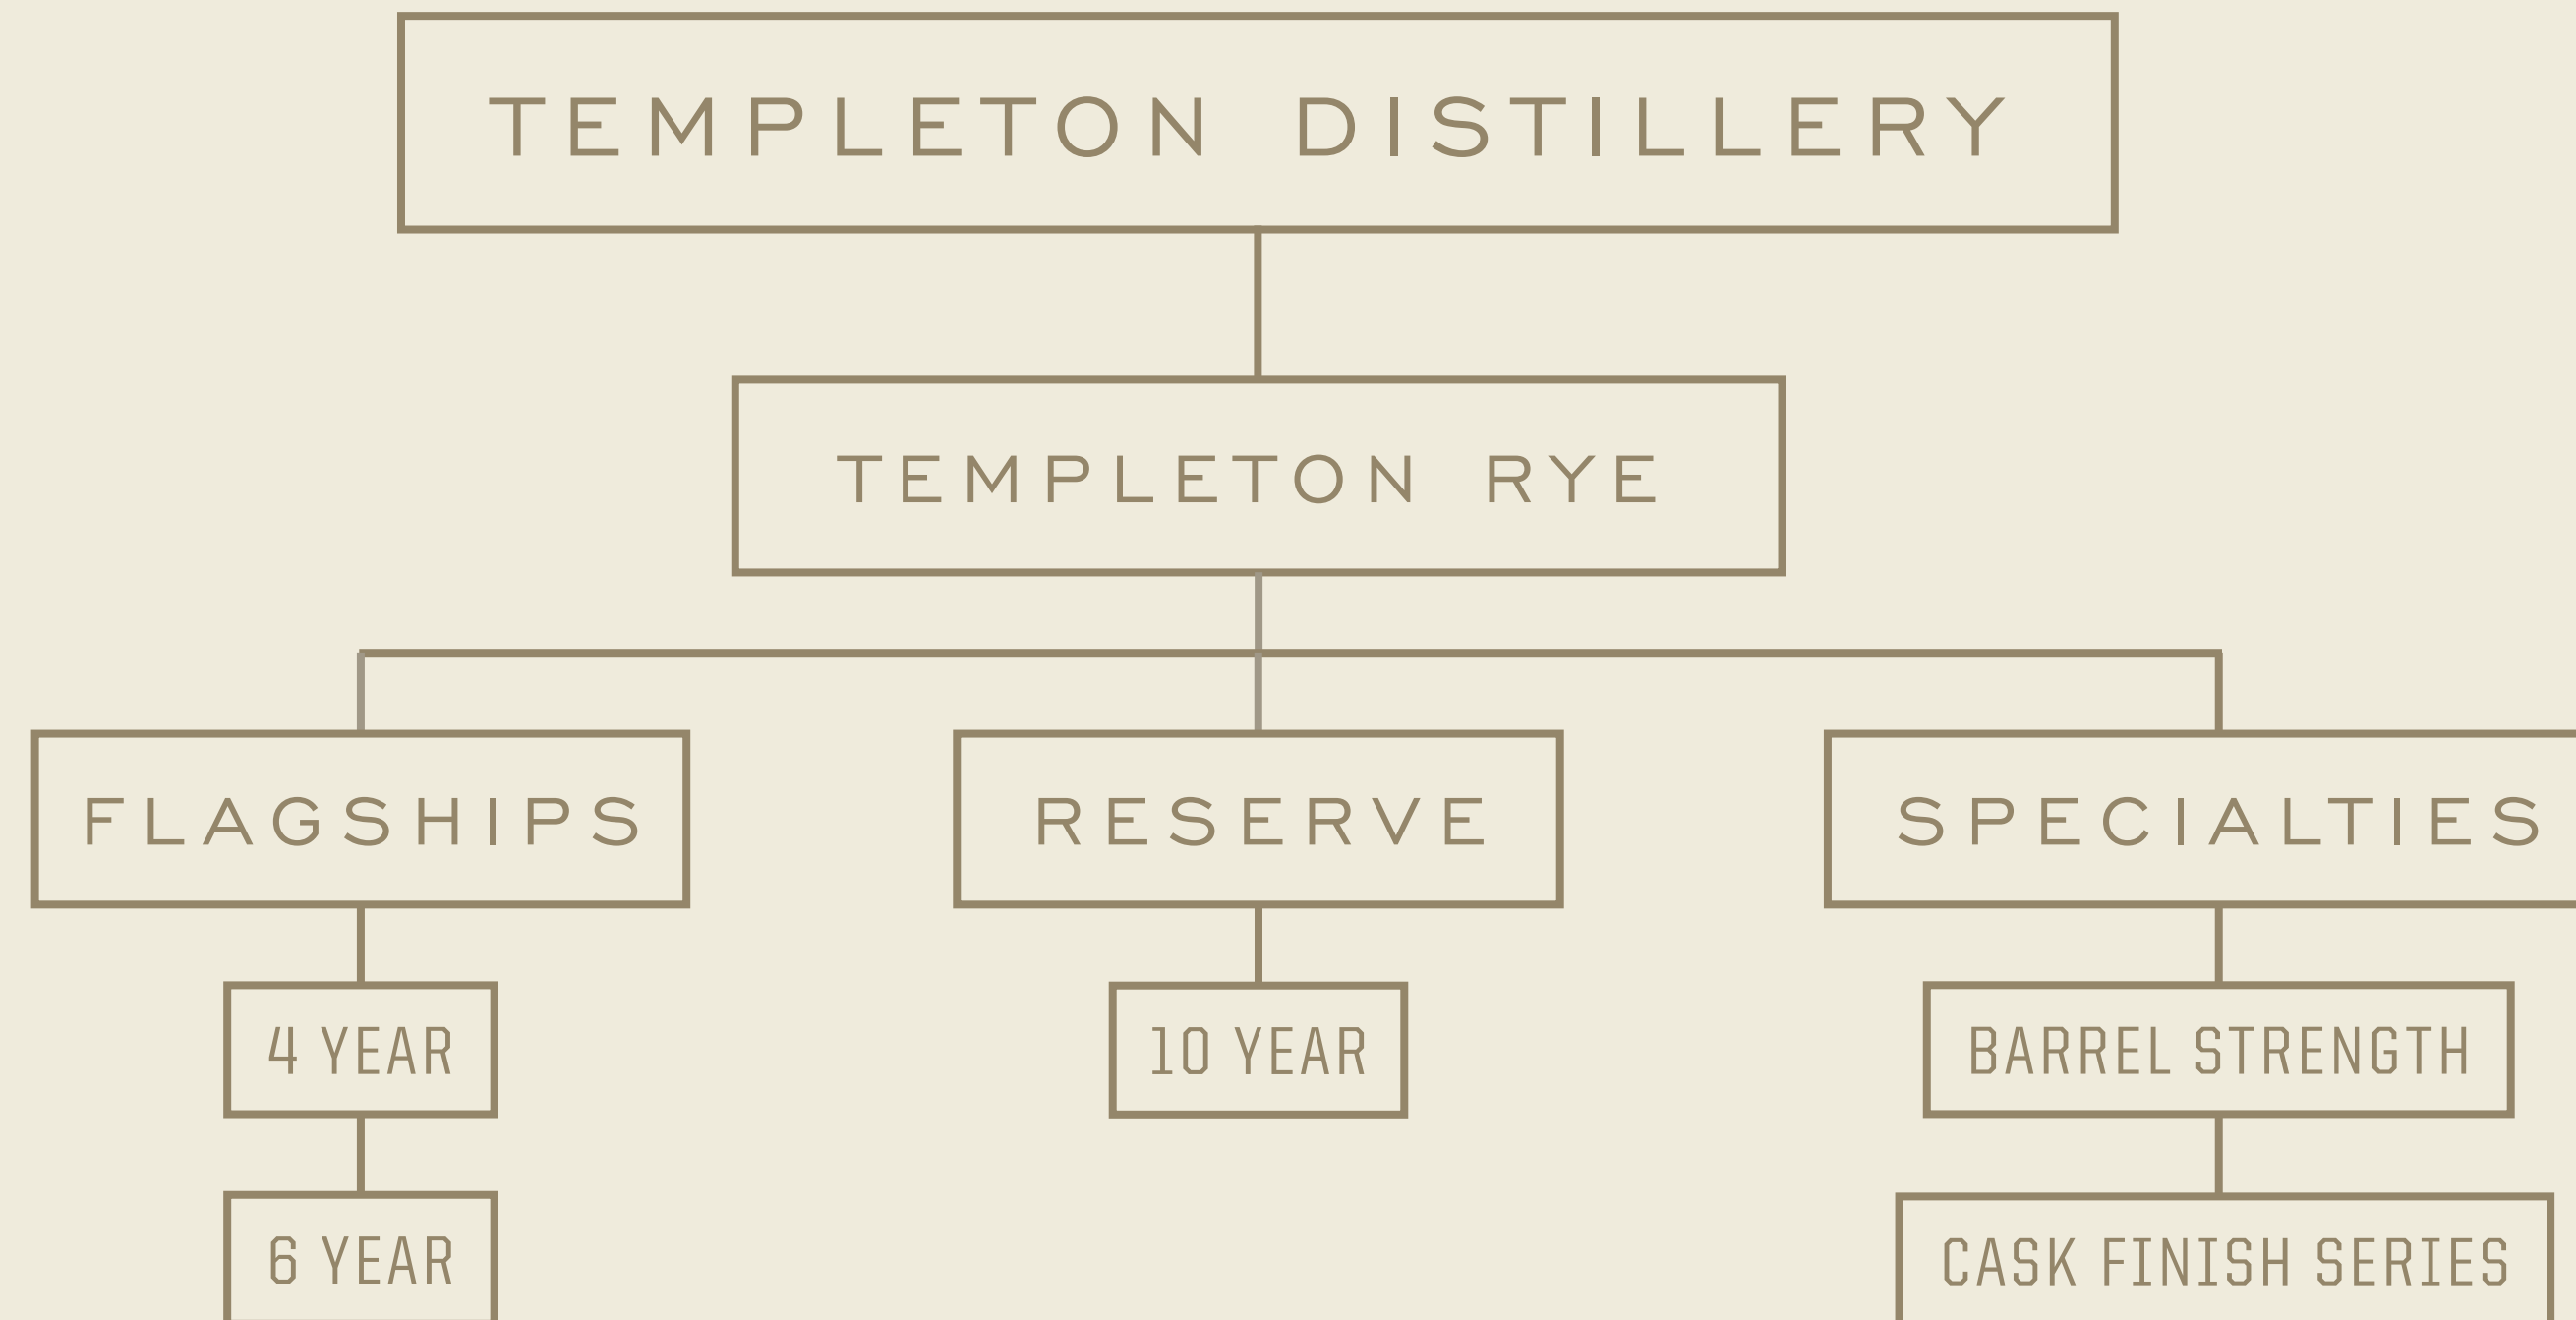 TEMPLETON DISTILLERY
TEMPLETON RYE
FLAGSHIPS
RESERVE
SPECIALTIES
4 YEAR
10 YEAR
BARREL STRENGTH
6 YEAR
CASK FINISH SERIES